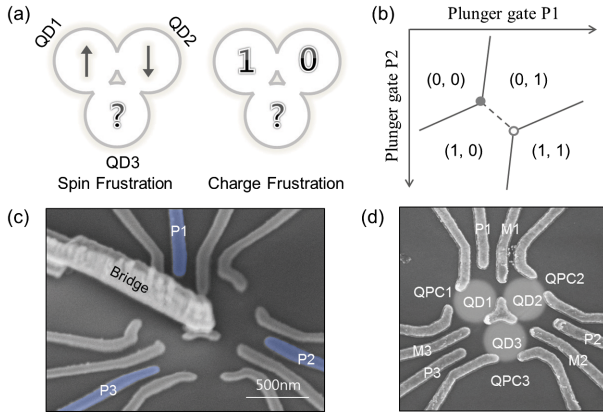 (a)
QD1
QD2
1 0
?
?
QD3
Spin Frustration
Charge Frustration
(b)
Plunger gate P1
Plunger gate P2
(0, 0)
(0, 1)
(1, 0)
(1, 1)
(c)
P1
Bridge
P2
P3
500nm
(d)
P1
M1
QPC1
QPC2
QD1
QD2
QD3
P2
M3
M2
P3
QPC3